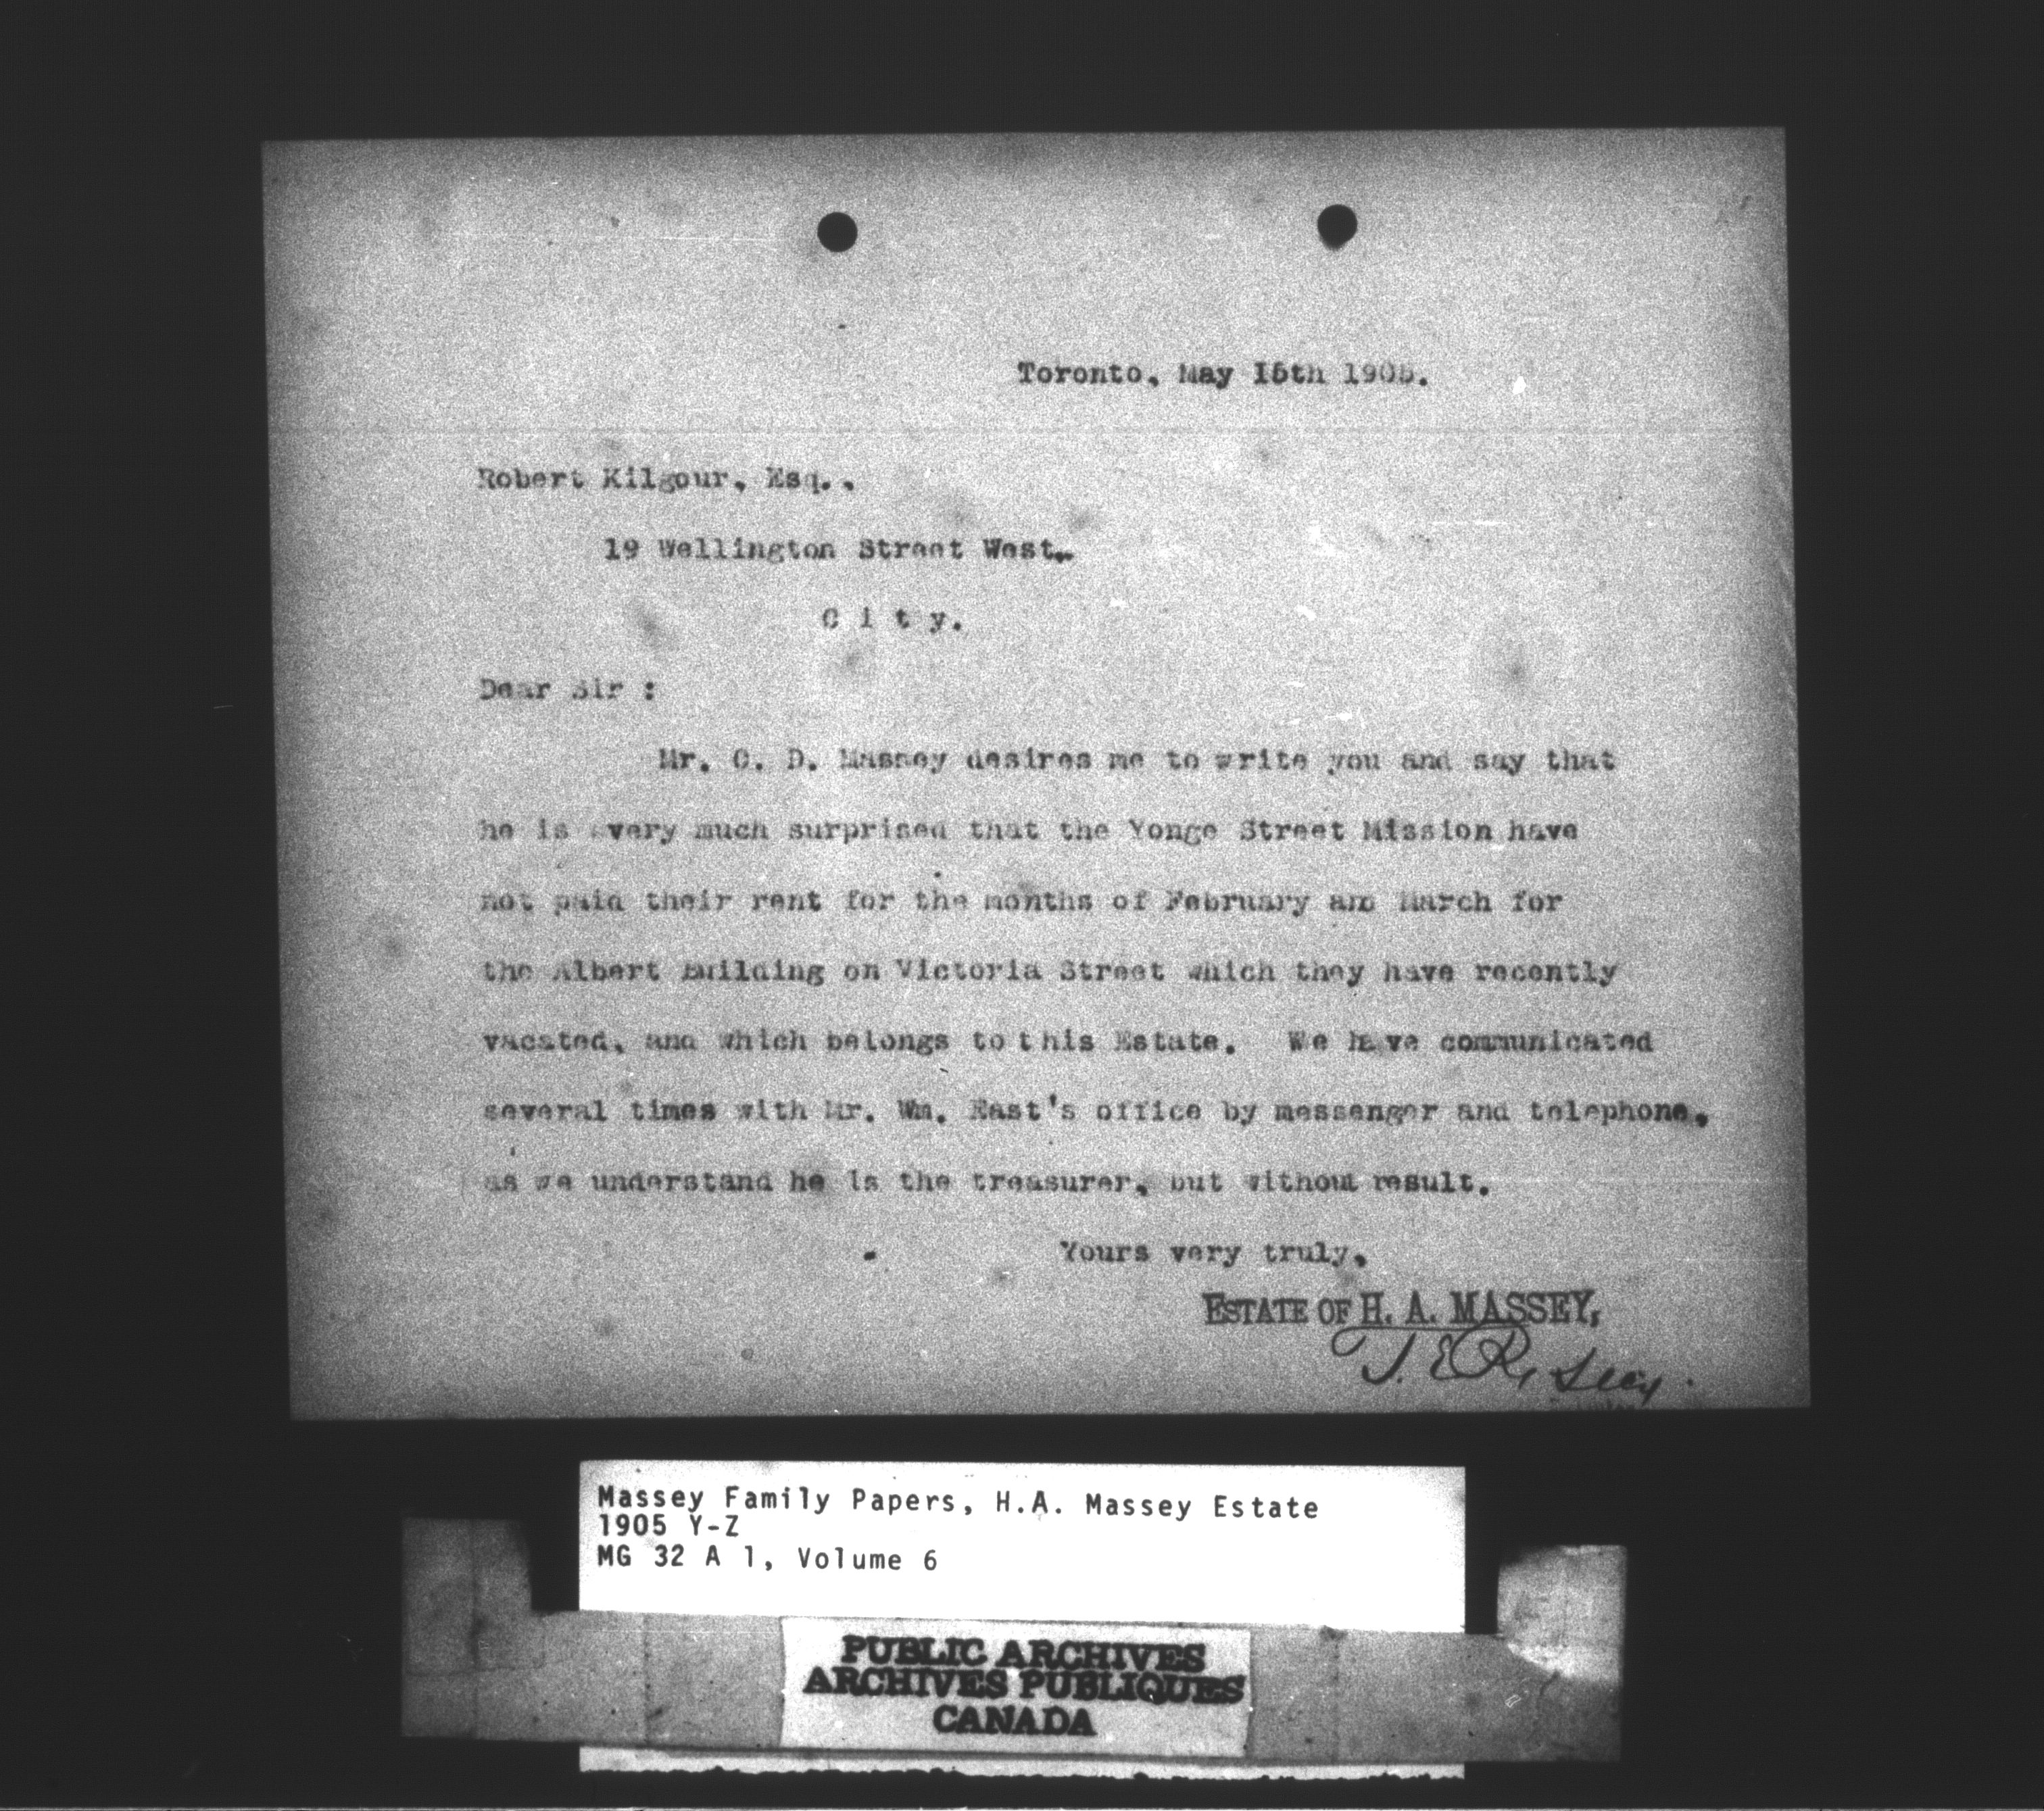 Toronto, May 15th 1905.
Robert Kilgour, Esq.,
19 Wellington Street West,
C i t y.
Dear Sir :
Mr. C. D. Massey desires me to write you and say that
he is very much surprised that the Yonge Street Mission have
not paid their rent for the months of February and March for
the Albert Building on Victoria Street which they have recently
vacated, and which belongs to this Estate. We have communicated
several times with Mr. Wm. East's office by messenger and telephone,
as we understand he is the treasurer, but without result.
Yours very truly,
ESTATE OF H. A. MASSEY,
T. E. R, Secy.
Massey Family Papers, H.A. Massey Estate
1905 Y-Z
MG 32 A 1, Volume 6
PUBLIC ARCHIVES
ARCHIVES PUBLIQUES
CANADA